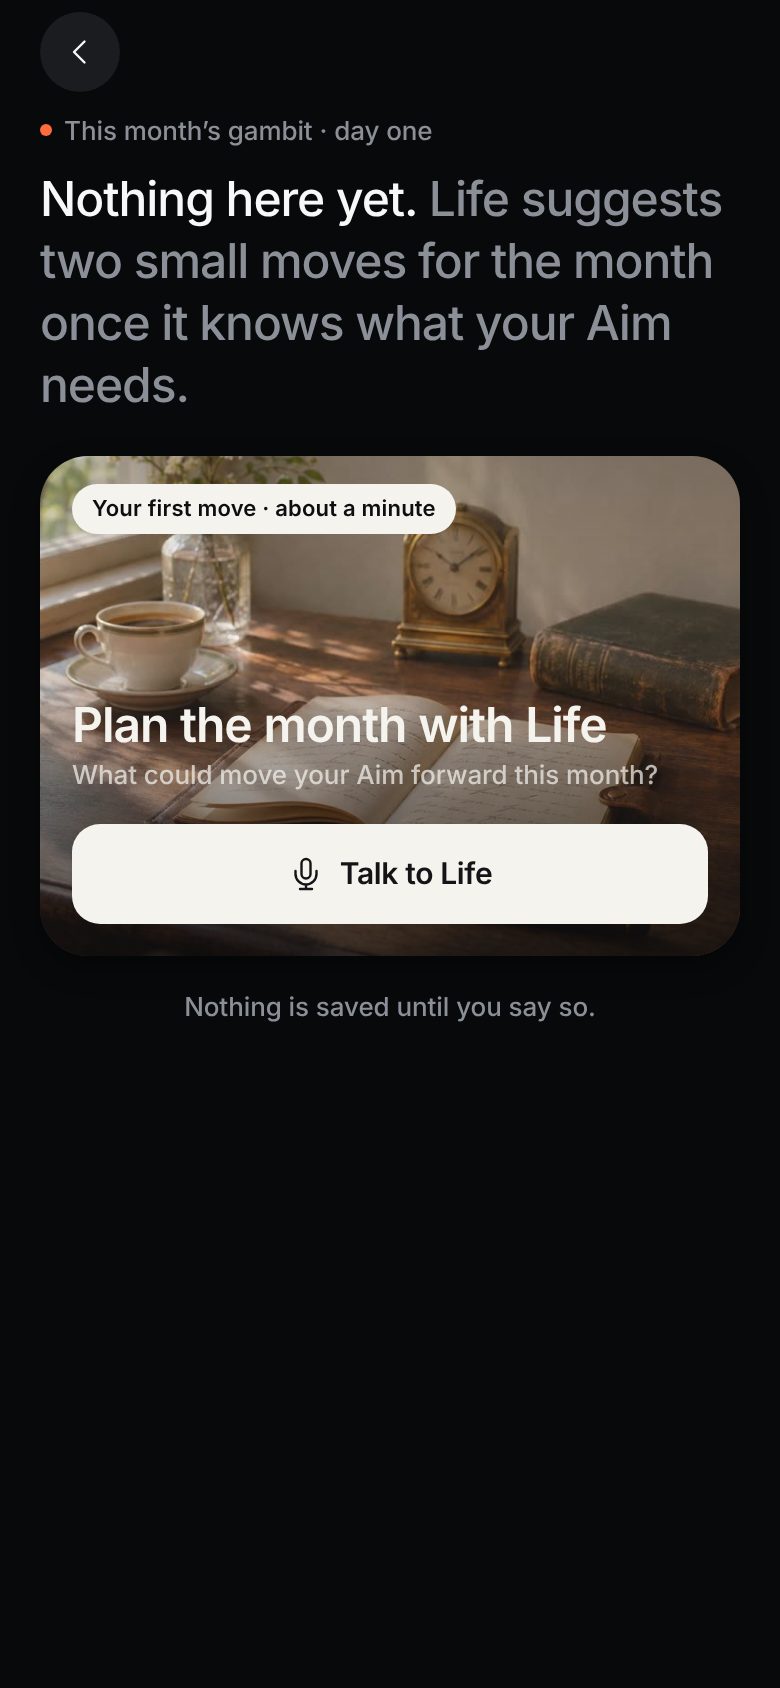 This month’s gambit · day one
Nothing here yet. Life suggests
two small moves for the month
once it knows what your Aim
needs.
Your first move · about a minute
Plan the month with Life
What could move your Aim forward this month?
Talk to Life
Nothing is saved until you say so.